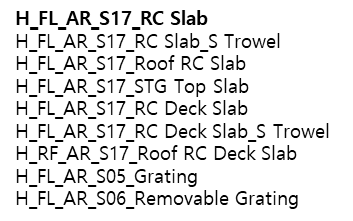 H_FL_AR_S17_RC Slab
H_FL_AR_S17_RC Slab_S Trowel
H_FL_AR_S17_Roof RC Slab
H_FL_AR_S17_STG Top Slab
H_FL_AR_S17_RC Deck Slab
H_FL_AR_S17_RC Deck Slab_S Trowel
H_RF_AR_S17_Roof RC Deck Slab
H_FL_AR_S05_Grating
H_FL_AR_S06_Removable Grating